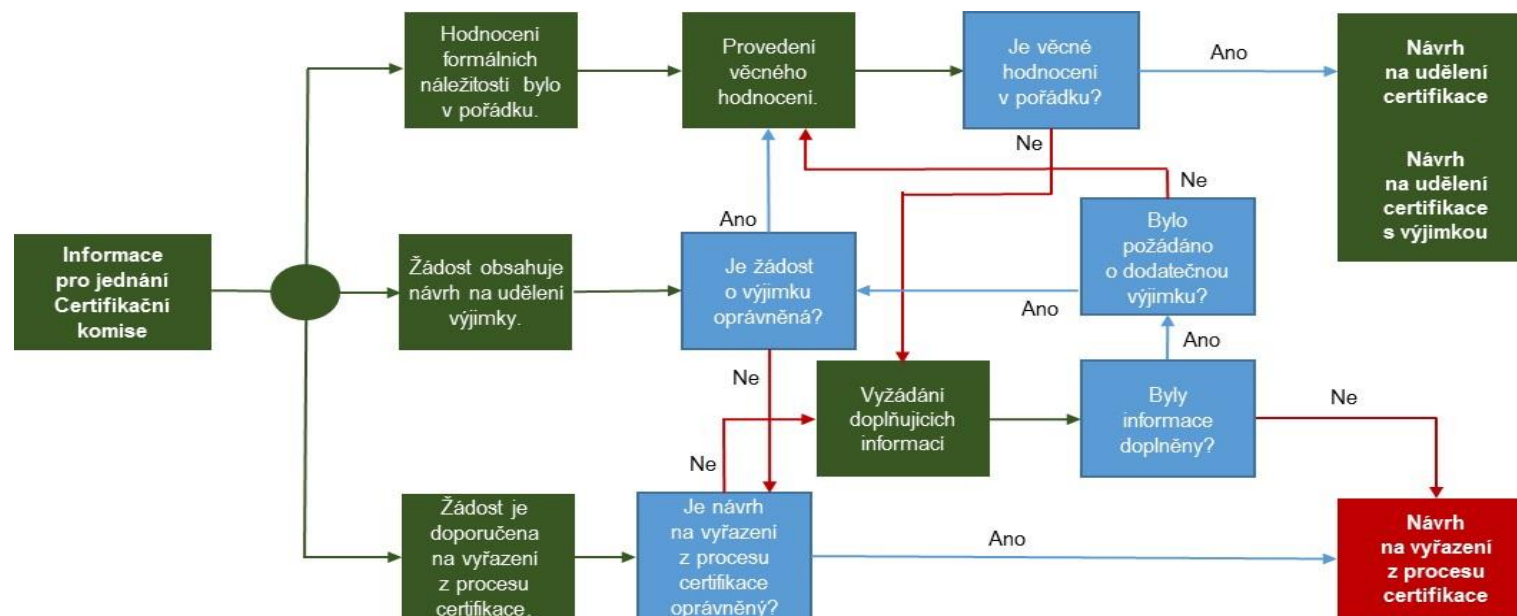 Hodnocení
formálních
náležitostí bylo
v pořádku.
Provedení
věcného
hodnocení.
Je věcné
hodnocení
v pořádku?
Ano
Návrh
na udělení
certifikace
Návrh
na udělení
certifikace
s výjimkou
Ne
Ne
Ano
Informace
pro jednání
Certifikační
komise
Žádost obsahuje
návrh na udělení
výjimky.
Je žádost
o výjimku
oprávněná?
Bylo
požádáno
o dodatečnou
výjimku?
Ano
Ano
Ne
Vyžádání
doplňujících
informací
Byly
informace
doplněny?
Ne
Ne
Žádost je
doporučena
na vyřazení
z procesu
certifikace.
Je návrh
na vyřazení
z procesu
certifikace
oprávněný?
Ano
Návrh
na vyřazení
z procesu
certifikace